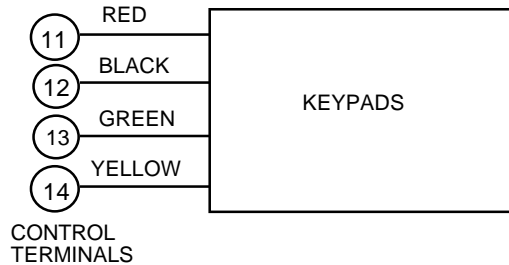 RED
11
BLACK
12
KEYPADS
GREEN
13
YELLOW
14
CONTROL
TERMINALS